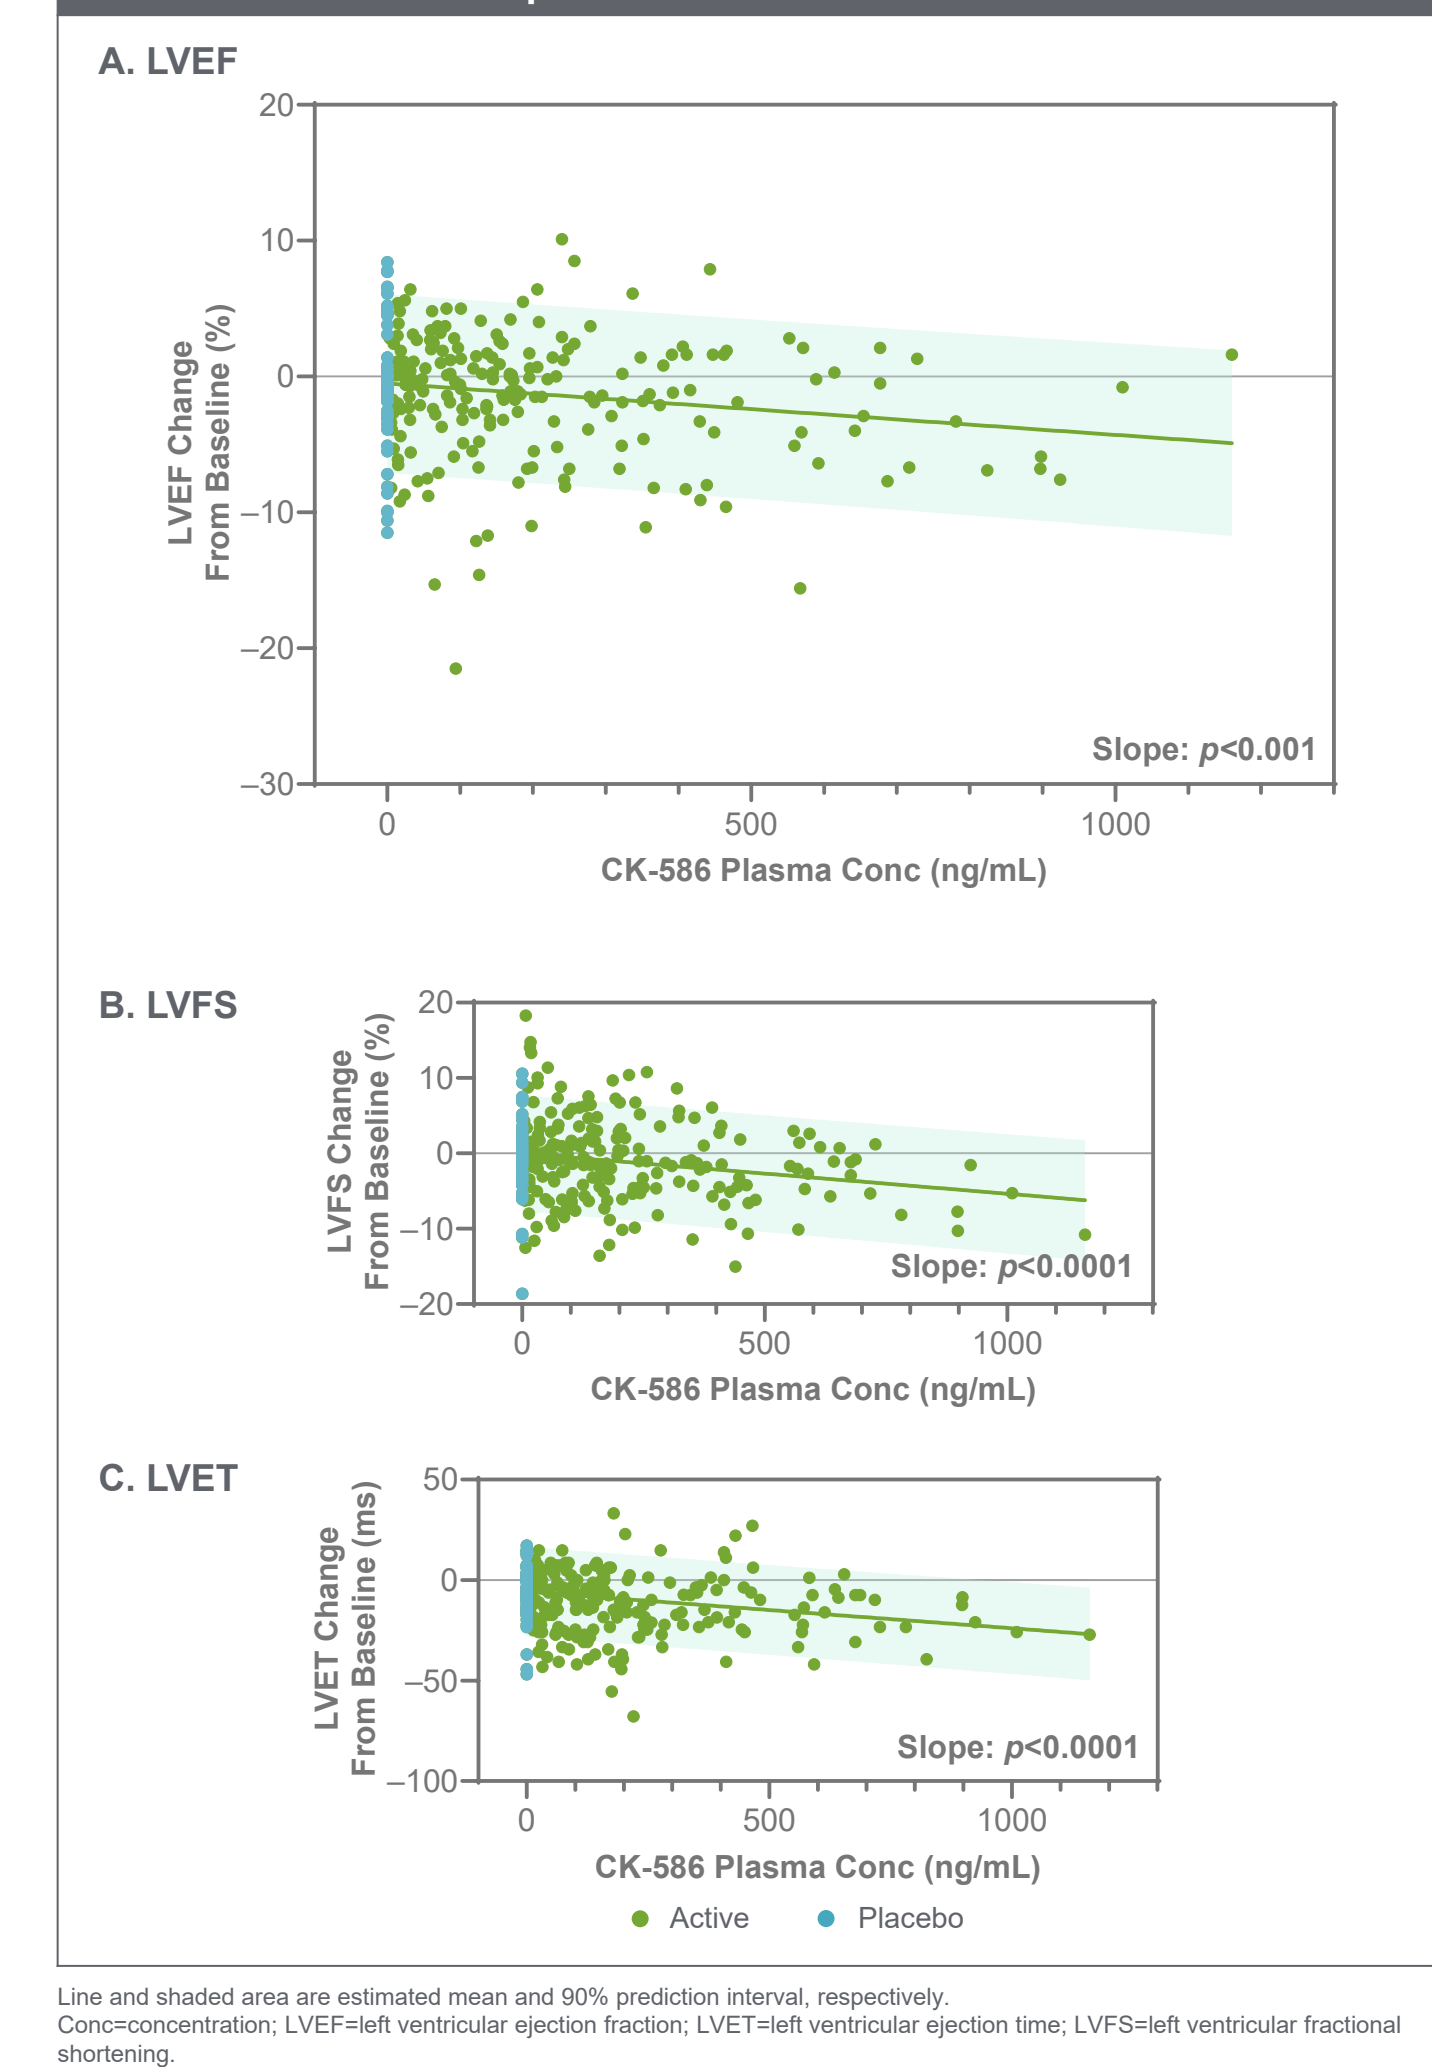 A. LVEF
20
10
0
–10
–20
–30
LVEF Change
From Baseline (%)
Slope: p<0.001
0 500 1000
CK-586 Plasma Conc (ng/mL)
B. LVFS
20
10
0
–10
–20
LVFS Change
From Baseline (%)
Slope: p<0.0001
0 500 1000
CK-586 Plasma Conc (ng/mL)
C. LVET
50
0
–50
–100
LVET Change
From Baseline (ms)
Slope: p<0.0001
0 500 1000
CK-586 Plasma Conc (ng/mL)
Active Placebo
Line and shaded area are estimated mean and 90% prediction interval, respectively.
Conc=concentration; LVEF=left ventricular ejection fraction; LVET=left ventricular ejection time; LVFS=left ventricular fractional
shortening.